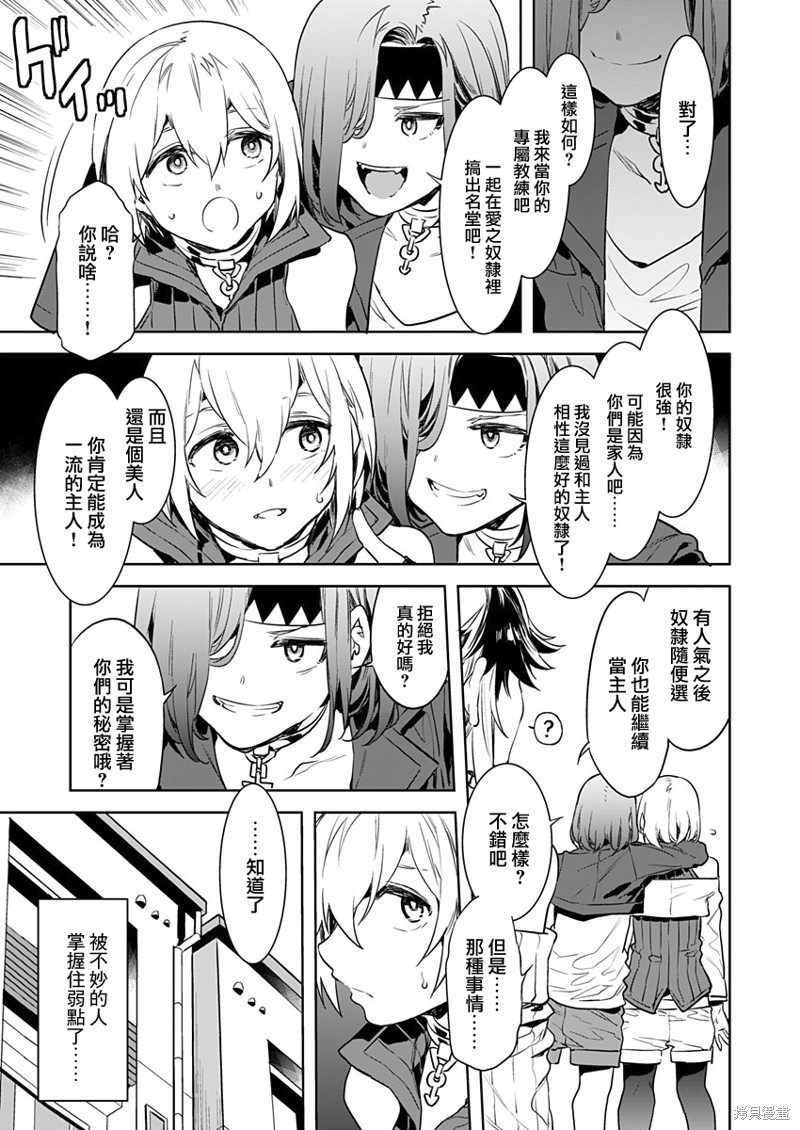 對了…
這樣如何?
我來當你的
專屬教練吧
一起在愛之奴隸裡
搞出名堂吧!
グイッ
哈?
你説啥……!
你的奴隸
很強!
可能因為
你們是家人吧……
我沒見過和主人
相性這麼好的奴隸了!
而且
還是個美人
你肯定能成為
一流的主人!
有人氣之後
奴隸隨便選
你也能繼續
當主人
?
怎麼樣?
不錯吧
但是……
那種事情…
拒絕我
真的好嗎?
我可是掌握著
你們的秘密哦?
……知道了
被不妙的人
掌握住弱點了……
拷貝漫畫